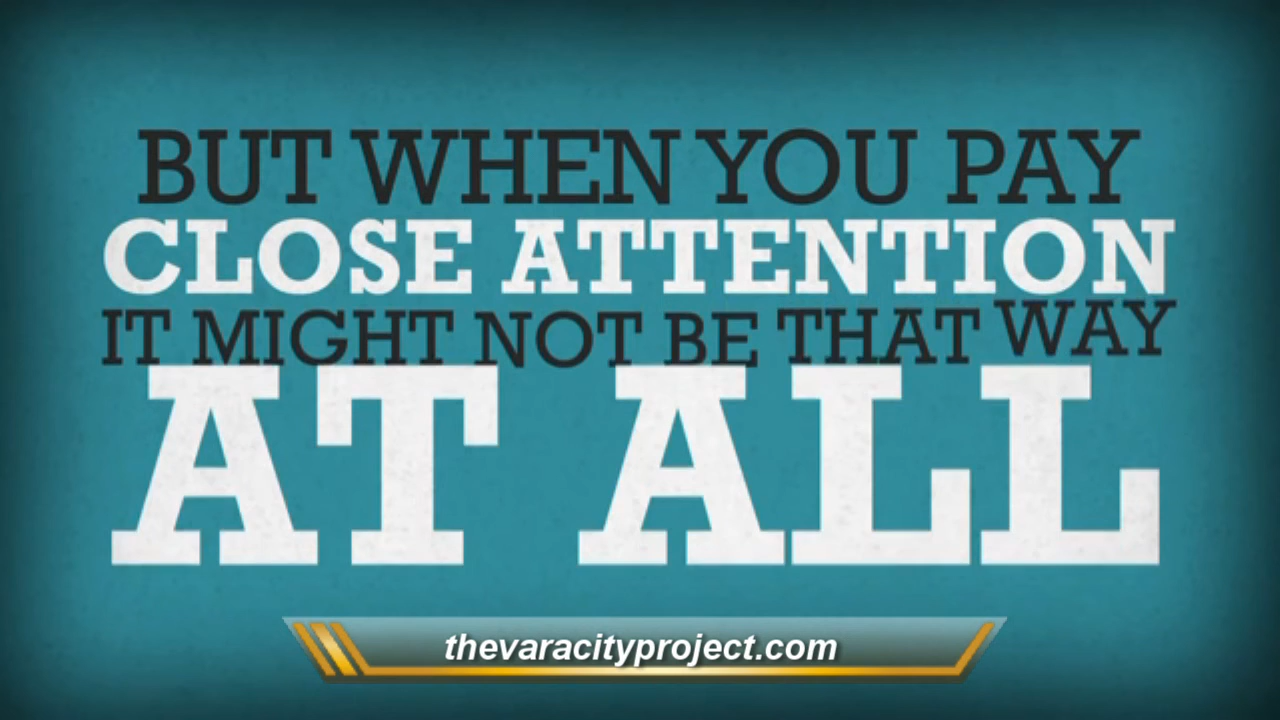 BUT WHEN YOU PAY
CLOSE ATTENTION
IT MIGHT NOT BE THAT WAY
AT ALL
thevaracityproject.com